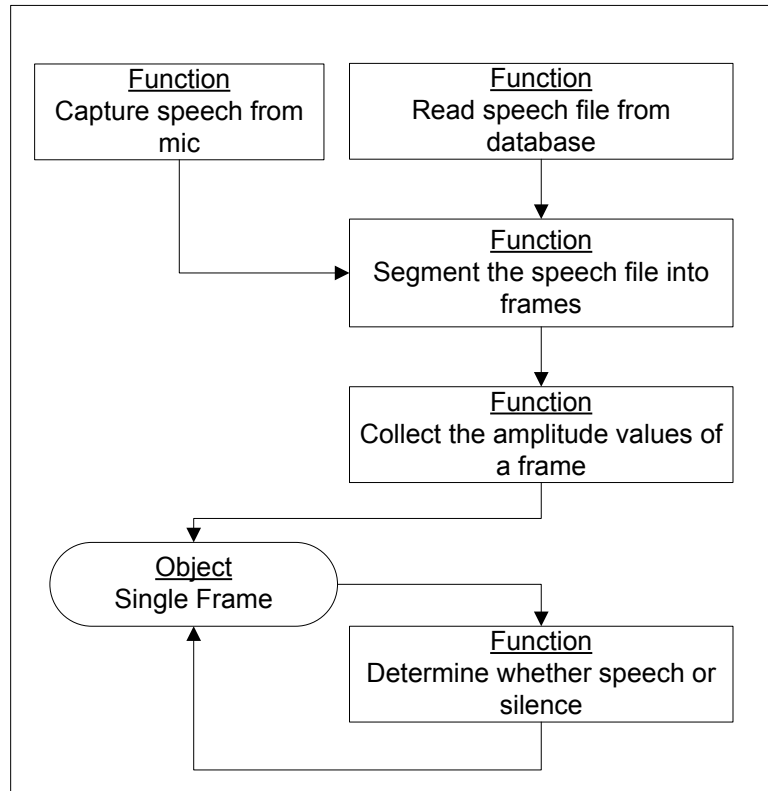 Function
Capture speech from
mic
Function
Read speech file from
database
Function
Segment the speech file into
frames
Function
Collect the amplitude values of
a frame
Object
Single Frame
Function
Determine whether speech or
silence